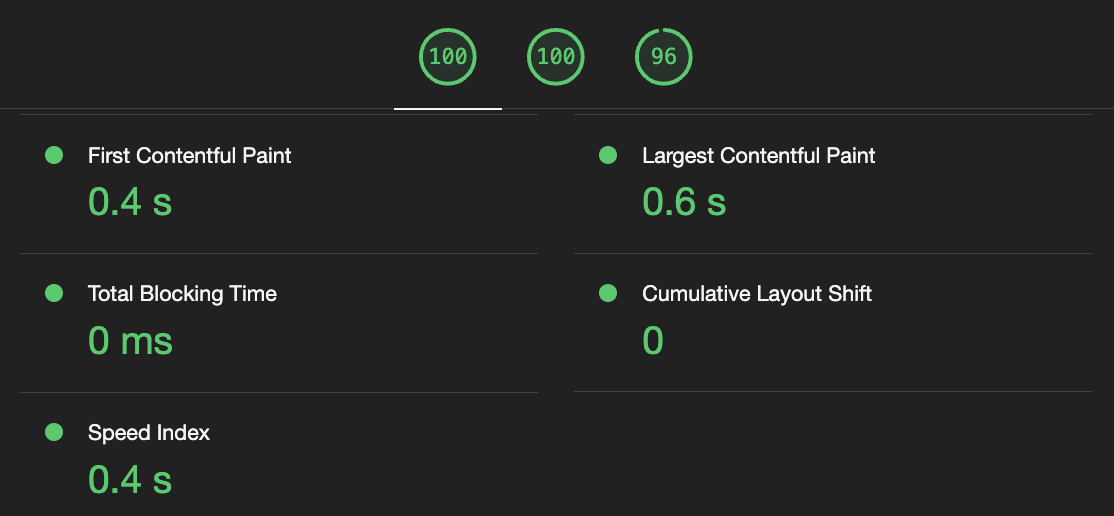 100 100 96
First Contentful Paint
0.4 s
Largest Contentful Paint
0.6 s
Total Blocking Time
0 ms
Cumulative Layout Shift
0
Speed Index
0.4 s